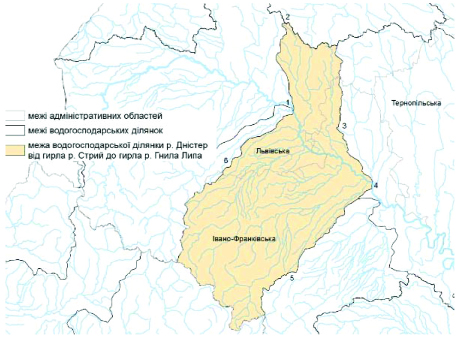 2
межі адміністративних областей
межі водогосподарських ділянок
межа водогосподарської ділянки р. Дністер
від гирла р. Стрий до гирла р. Гнила Липа
1
Тернопільська
3
Львівська
6
4
Івано-Франківська
5